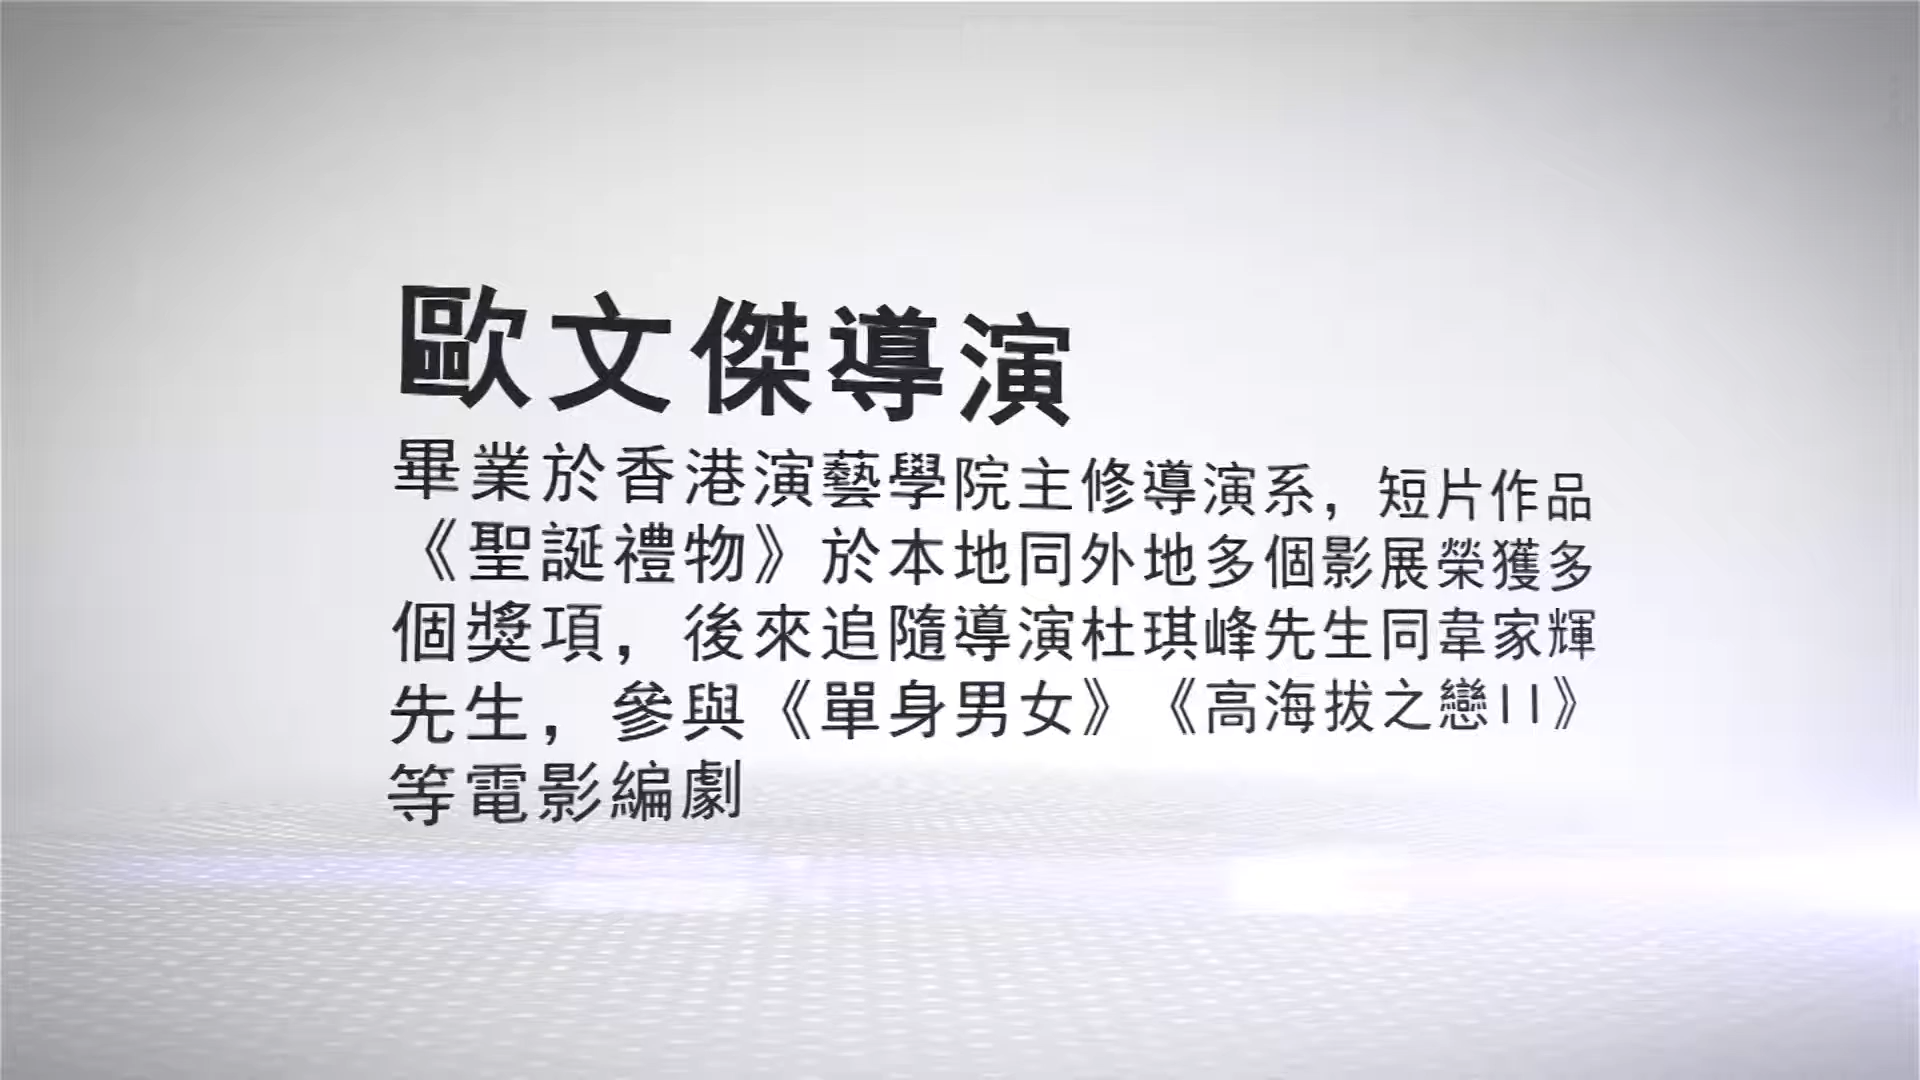 歐文傑導演
畢業於香港演藝學院主修導演系，短片作品
《聖誕禮物》於本地同外地多個影展榮獲多
個獎項，後來追隨導演杜琪峰先生同韋家輝
先生，參與《單身男女》《高海拔之戀II》
等電影編劇